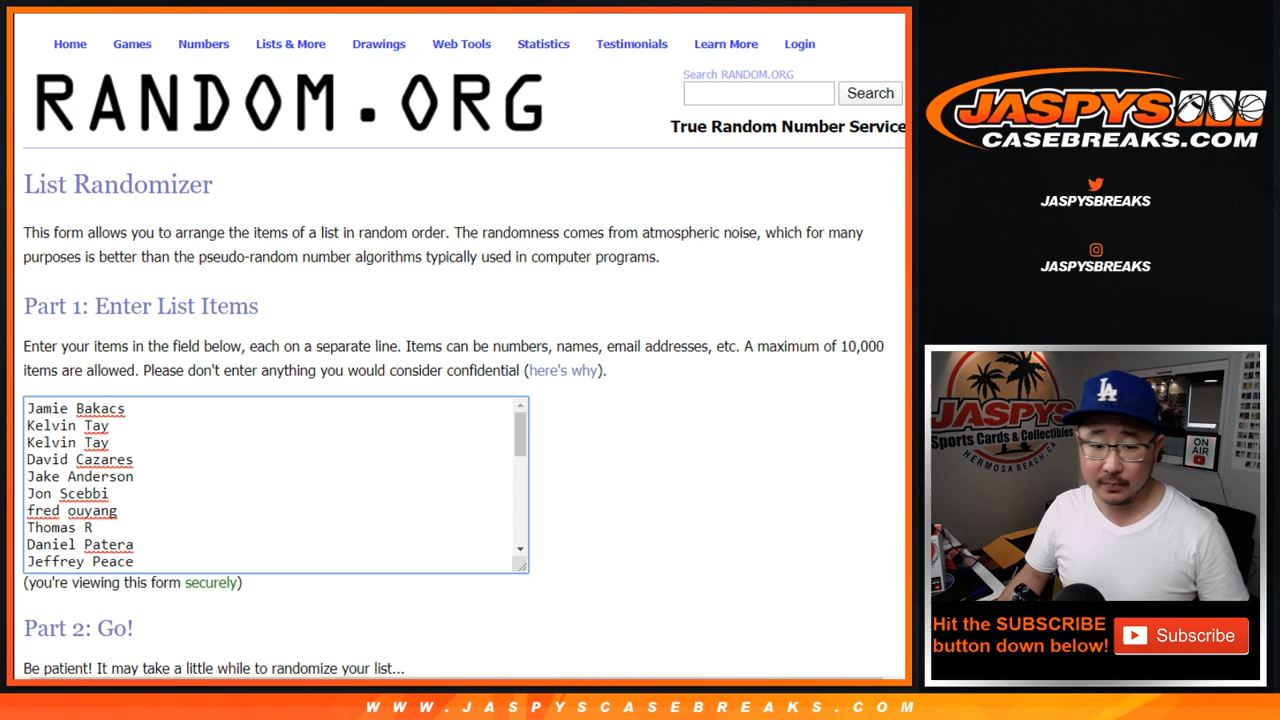 Home Games Numbers Lists & More Drawings Web Tools Statistics Testimonials Learn More Login
RANDOM.ORG
Search RANDOM.ORG
Search
True Random Number Service
List Randomizer
This form allows you to arrange the items of a list in random order. The randomness comes from atmospheric noise, which for many
purposes is better than the pseudo-random number algorithms typically used in computer programs.
Part 1: Enter List Items
Enter your items in the field below, each on a separate line. Items can be numbers, names, email addresses, etc. A maximum of 10,000
items are allowed. Please don't enter anything you would consider confidential (here's why).
Jamie Bakacs
Kelvin Tay
Kelvin Tay
David Cazares
Jake Anderson
Jon Scebbi
fred ouyang
Thomas R
Daniel Patera
Jeffrey Peace
(you're viewing this form securely)
Part 2: Go!
Be patient! It may take a little while to randomize your list...
JASPYS
CASEBREAKS.COM
JASPYSBREAKS
JASPYSBREAKS
JASPYS
Sports Cards & Collectibles
HERMOSA BEACH, CA
LA
ON
AIR
Hit the SUBSCRIBE
button down below!
Subscribe
WWW.JASPYSCASEBREAKS.COM